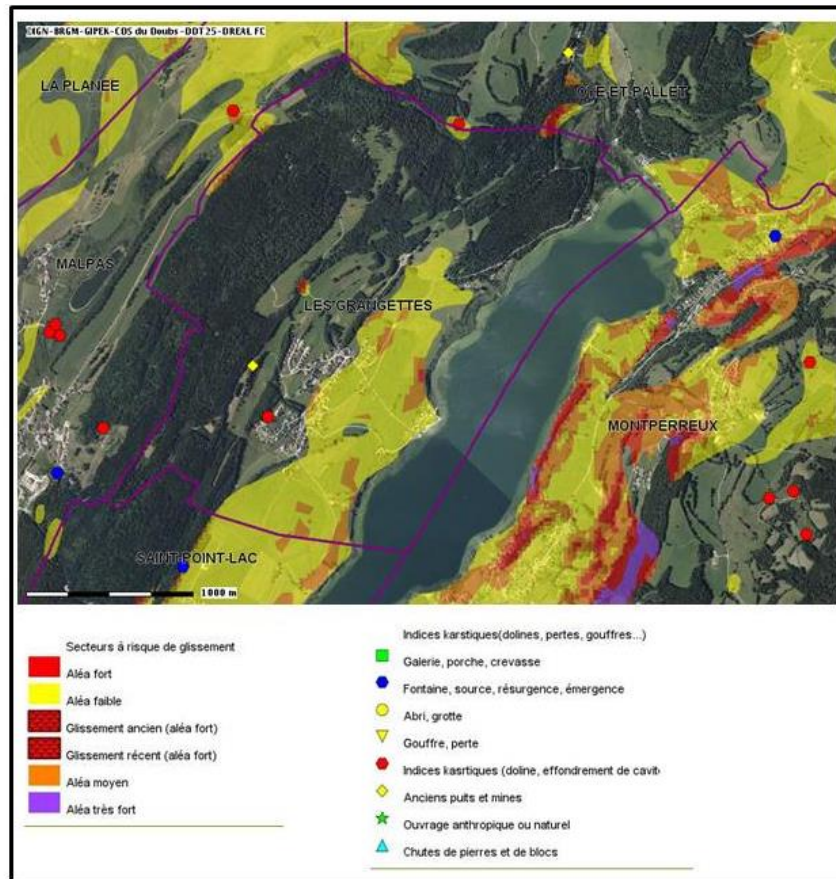 ©IGN-BRGM-GIPEK-COS du Doubs -DDT25-DREAL FC
LA PLANEE
OYE ET PALLET
MALPAS
LES GRANGETTES
MONTPERREUX
SAINT-POINT-LAC
1000 m
Secteurs à risque de glissement
Aléa fort
Aléa faible
Glissement ancien (aléa fort)
Glissement récent (aléa fort)
Aléa moyen
Aléa très fort
Indices karstiques(dolines, pertes, gouffres...)
Galerie, porche, crevasse
Fontaine, source, résurgence, émergence
Abri, grotte
Gouffre, perte
Indices kasrtiques (doline, effondrement de cavité
Anciens puits et mines
Ouvrage anthropique ou naturel
Chutes de pierres et de blocs